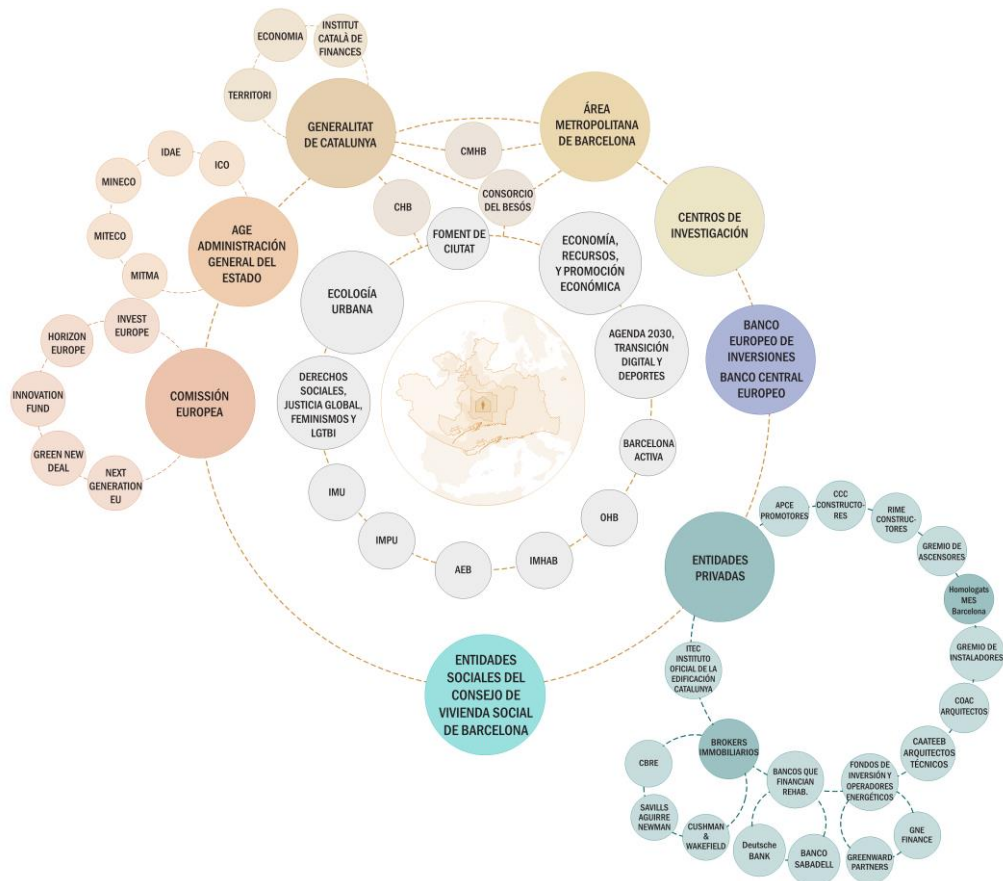 ECONOMIA
INSTITUT
CATALÀ DE
FINANCES
TERRITORI
GENERALITAT
DE CATALUNYA
ÁREA
METROPOLITANA
DE BARCELONA
CMHB
CONSORCIO
DEL BESÓS
CHB
FOMENT DE
CIUTAT
CENTROS DE
INVESTIGACIÓN
IDAE
ICO
MINECO
MITECO
MITMA
AGE
ADMINISTRACIÓN
GENERAL DEL
ESTADO
ECOLOGÍA
URBANA
ECONOMÍA,
RECURSOS,
Y PROMOCIÓN
ECONÓMICA
INVEST
EUROPE
HORIZON
EUROPE
INNOVATION
FUND
GREEN NEW
DEAL
NEXT
GENERATION
EU
COMISSIÓN
EUROPEA
DERECHOS
SOCIALES,
JUSTICIA GLOBAL,
FEMINISMOS Y
LGTBI
AGENDA 2030,
TRANSICIÓN
DIGITAL Y
DEPORTES
BANCO
EUROPEO DE
INVERSIONES
BANCO CENTRAL
EUROPEO
BARCELONA
ACTIVA
IMU
IMPU
AEB
IMHAB
OHB
ENTIDADES
PRIVADAS
APCE
PROMOTORES
CCC
CONSTRUCTO-
RES
RIME
CONSTRUC-
TORES
GREMIO DE
ASCENSORES
Homologats
MES
Barcelona
GREMIO DE
INSTALADORES
COAC
ARQUITECTOS
CAATEEB
ARQUITECTOS
TÉCNICOS
ITEC
INSTITUTO
OFICIAL DE LA
EDIFICACIÓN
CATALUNYA
ENTIDADES
SOCIALES DEL
CONSEJO DE
VIVIENDA SOCIAL
DE BARCELONA
BROKERS
IMMOBILIARIOS
CBRE
SAVILLS
AGUIRRE
NEWMAN
CUSHMAN
&
WAKEFIELD
BANCOS QUE
FINANCIAN
REHAB.
Deutsche
BANK
BANCO
SABADELL
FONDOS DE
INVERSIÓN Y
OPERADORES
ENERGÉTICOS
GNE
FINANCE
GREENWARD
PARTNERS